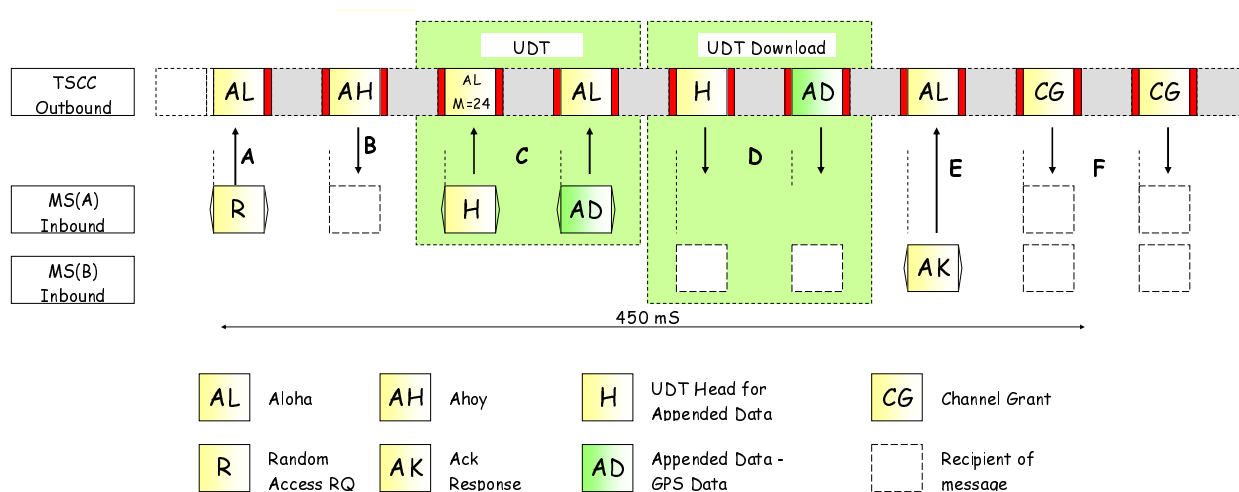 UDT
UDT Download
TSCC
Outbound
AL
AH
AL
M=24
AL
H
AD
AL
CG
CG
A
B
C
D
E
F
MS(A)
Inbound
R
H
AD
MS(B)
Inbound
AK
450 mS
AL
Aloha
AH
Ahoy
H
UDT Head for
Appended Data
CG
Channel Grant
R
Random
Access RQ
AK
Ack
Response
AD
Appended Data -
GPS Data
Recipient of
message